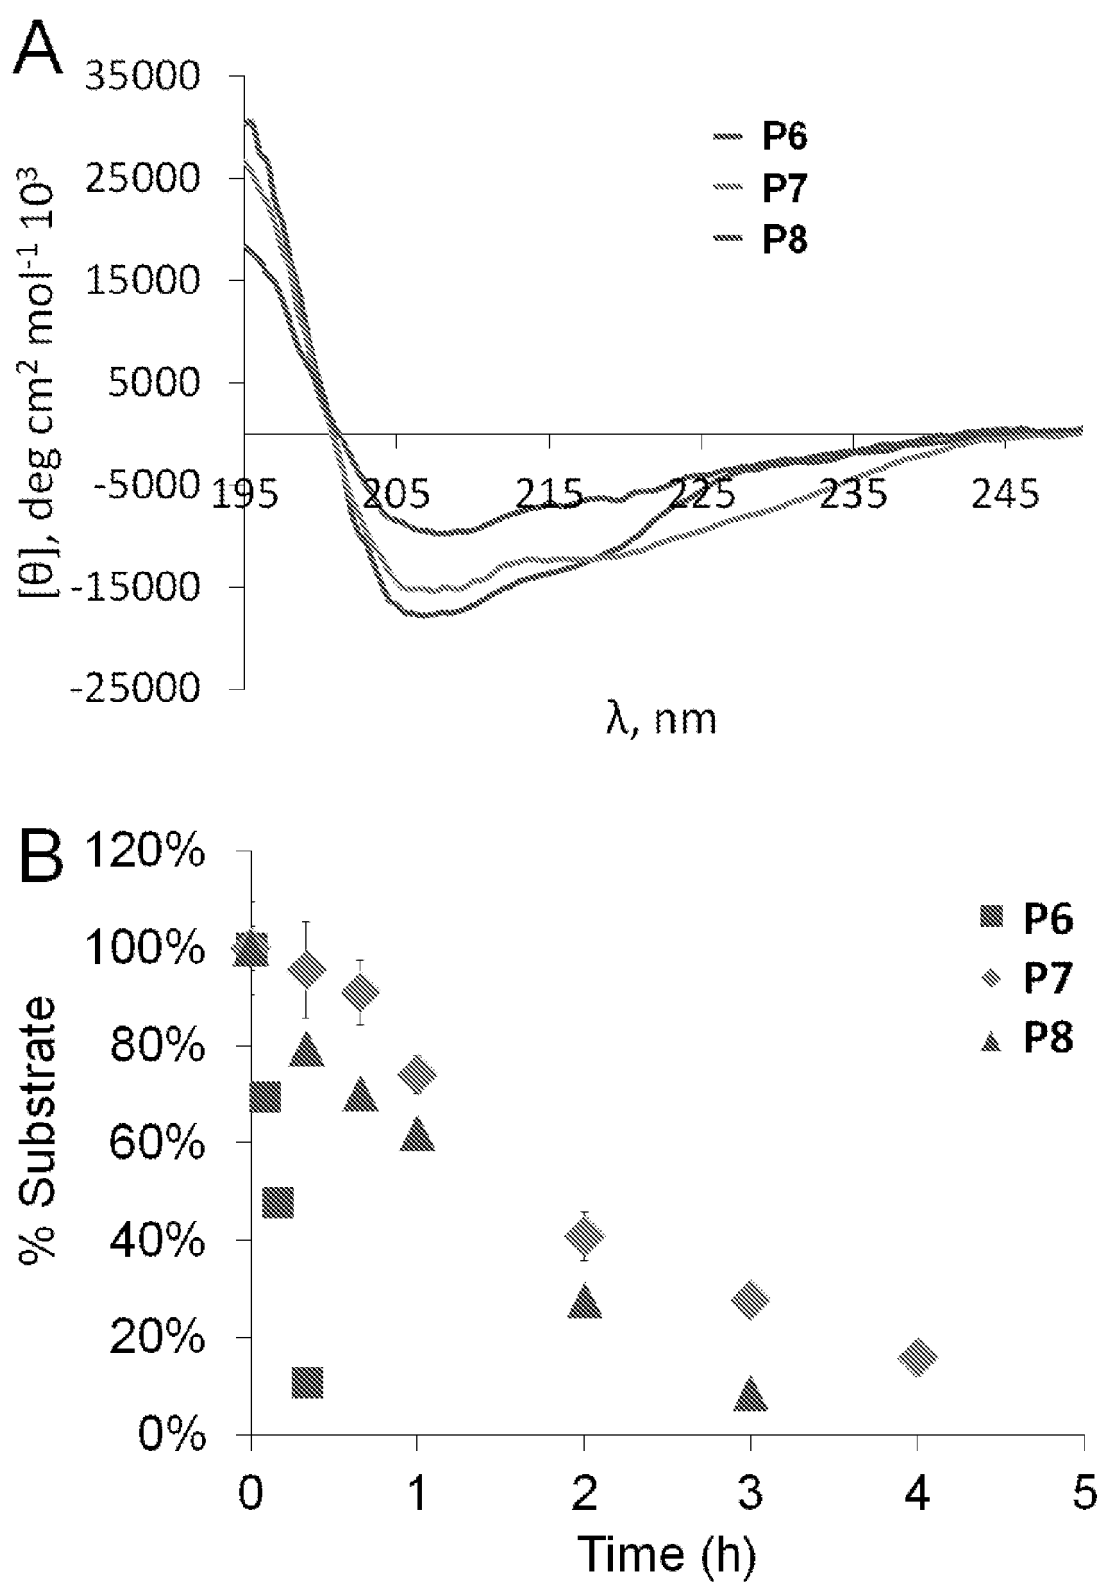 A
35000
25000
15000
5000
-5000
-15000
-25000
[θ], deg cm² mol⁻¹ 10³
P6
P7
P8
195 205 215 225 235 245
λ, nm
B
120%
100%
80%
60%
40%
20%
0%
% Substrate
P6
P7
P8
0 1 2 3 4 5
Time (h)